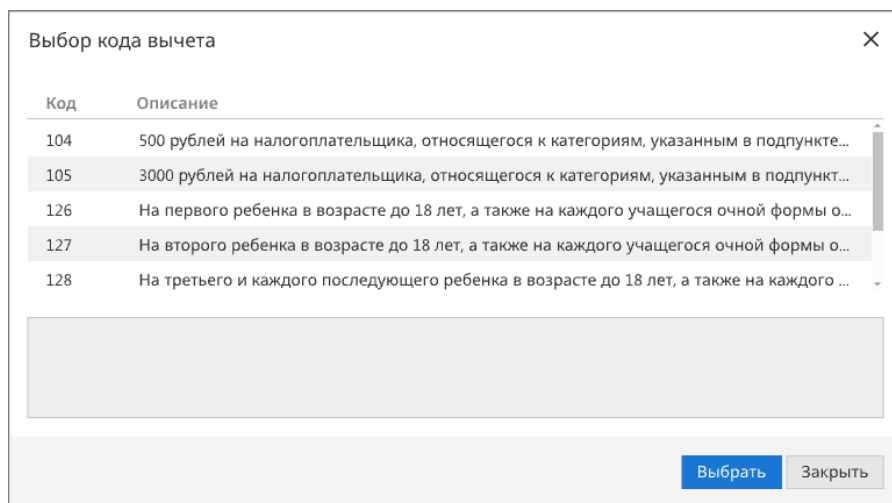 Выбор кода вычета
Код Описание
104 500 рублей на налогоплательщика, относящегося к категориям, указанным в подпункте...
105 3000 рублей на налогоплательщика, относящегося к категориям, указанным в подпункт...
126 На первого ребенка в возрасте до 18 лет, а также на каждого учащегося очной формы о...
127 На второго ребенка в возрасте до 18 лет, а также на каждого учащегося очной формы о...
128 На третьего и каждого последующего ребенка в возрасте до 18 лет, а также на каждого ...
Выбрать Закрыть